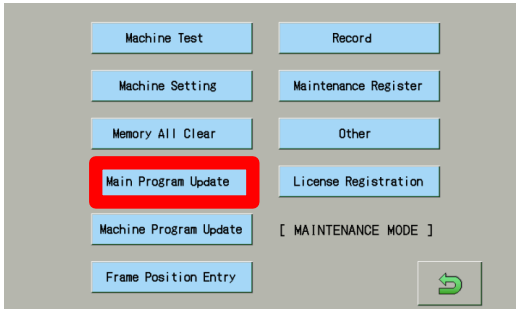 Machine Test
Record
Machine Setting
Maintenance Register
Memory All Clear
Other
Main Program Update
License Registration
Machine Program Update
[ MAINTENANCE MODE ]
Frame Position Entry